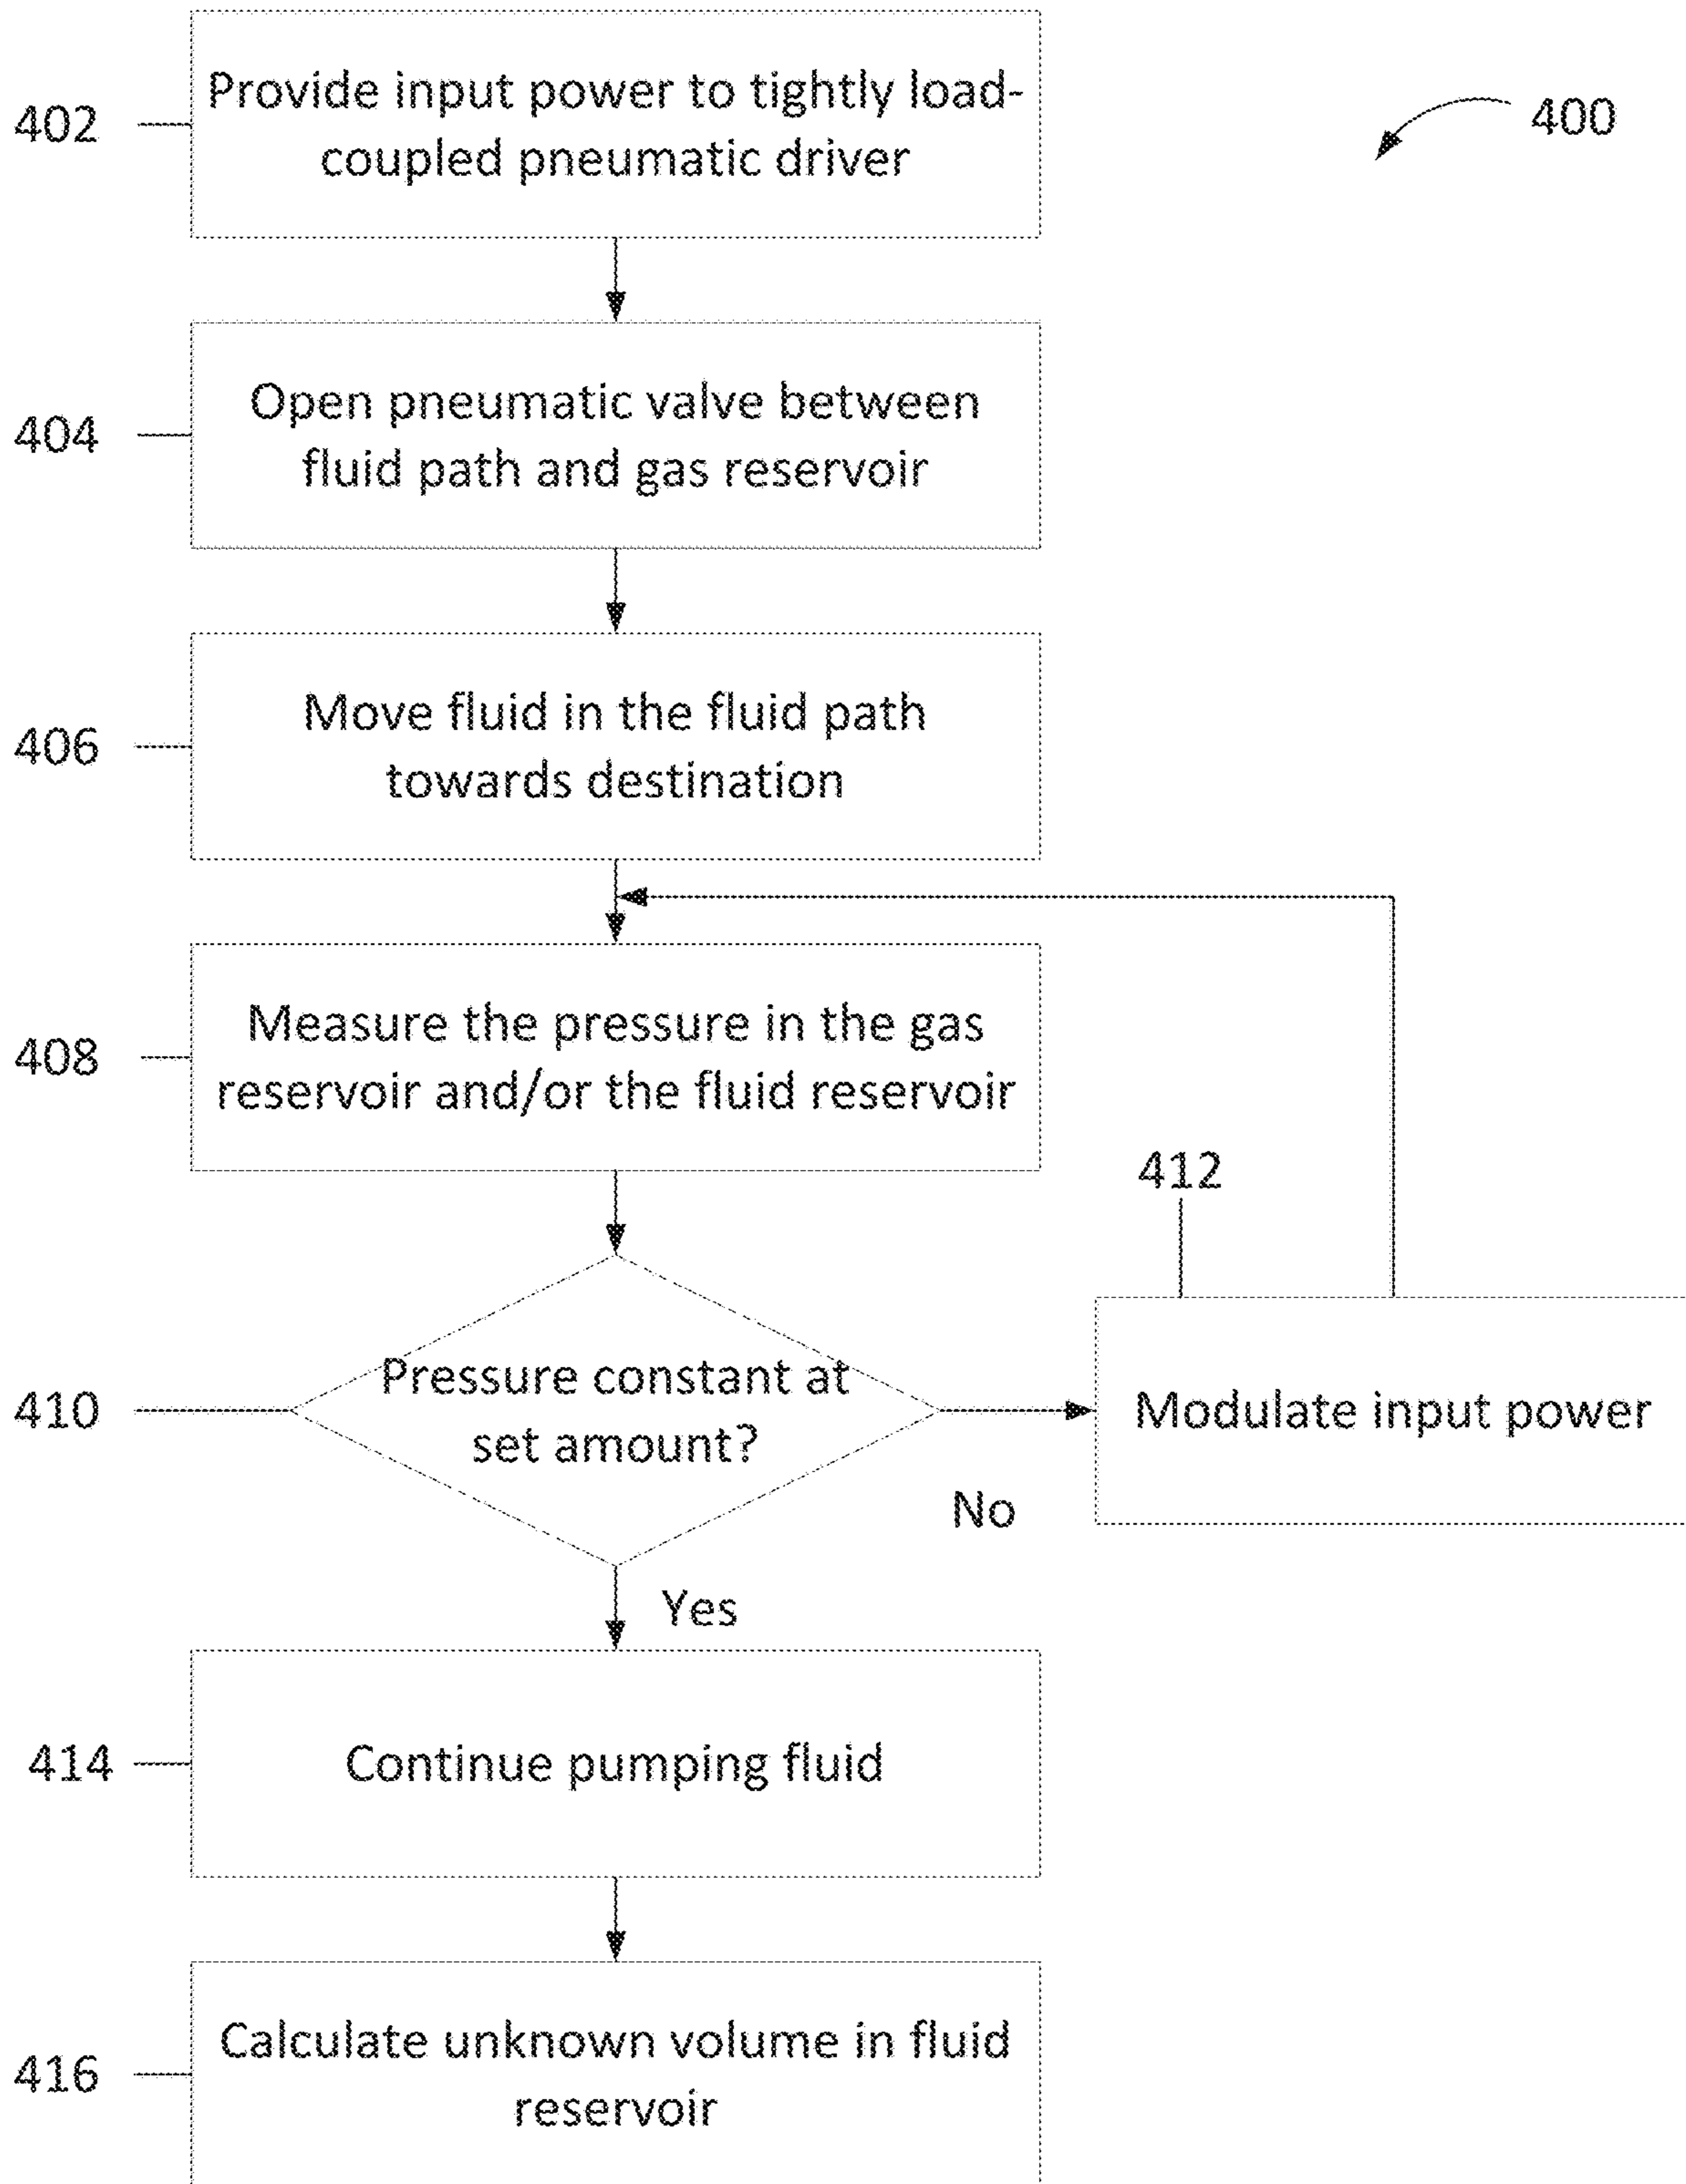 402
Provide input power to tightly load-
coupled pneumatic driver
400
404
Open pneumatic valve between
fluid path and gas reservoir
406
Move fluid in the fluid path
towards destination
408
Measure the pressure in the gas
reservoir and/or the fluid reservoir
412
410
Pressure constant at
set amount?
Modulate input power
No
Yes
414
Continue pumping fluid
416
Calculate unknown volume in fluid
reservoir